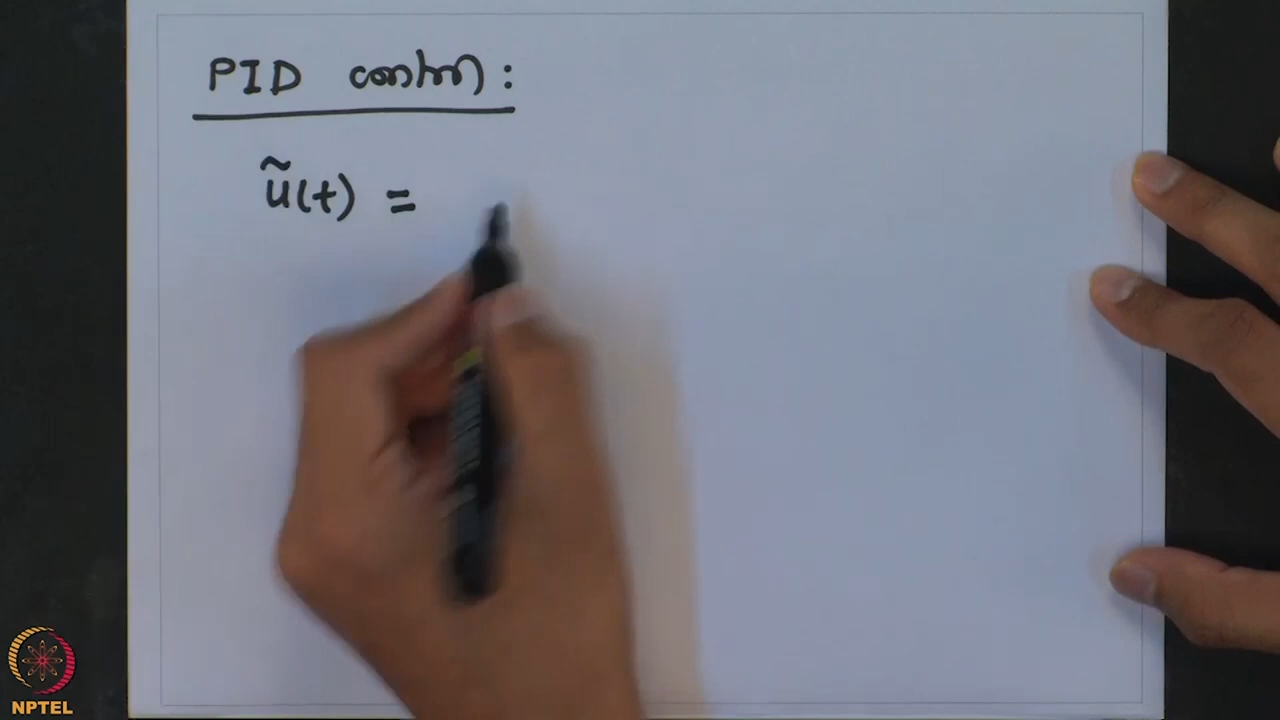 PID control:
ũ(t) =
NPTEL